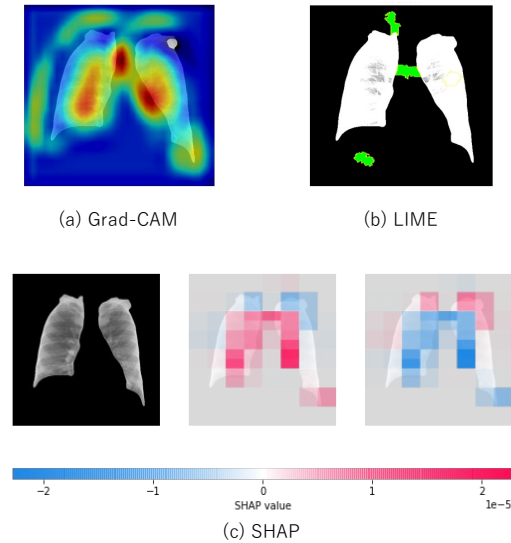 (a) Grad-CAM
(b) LIME
−2 −1 0 1 2
SHAP value
1e−5
(c) SHAP